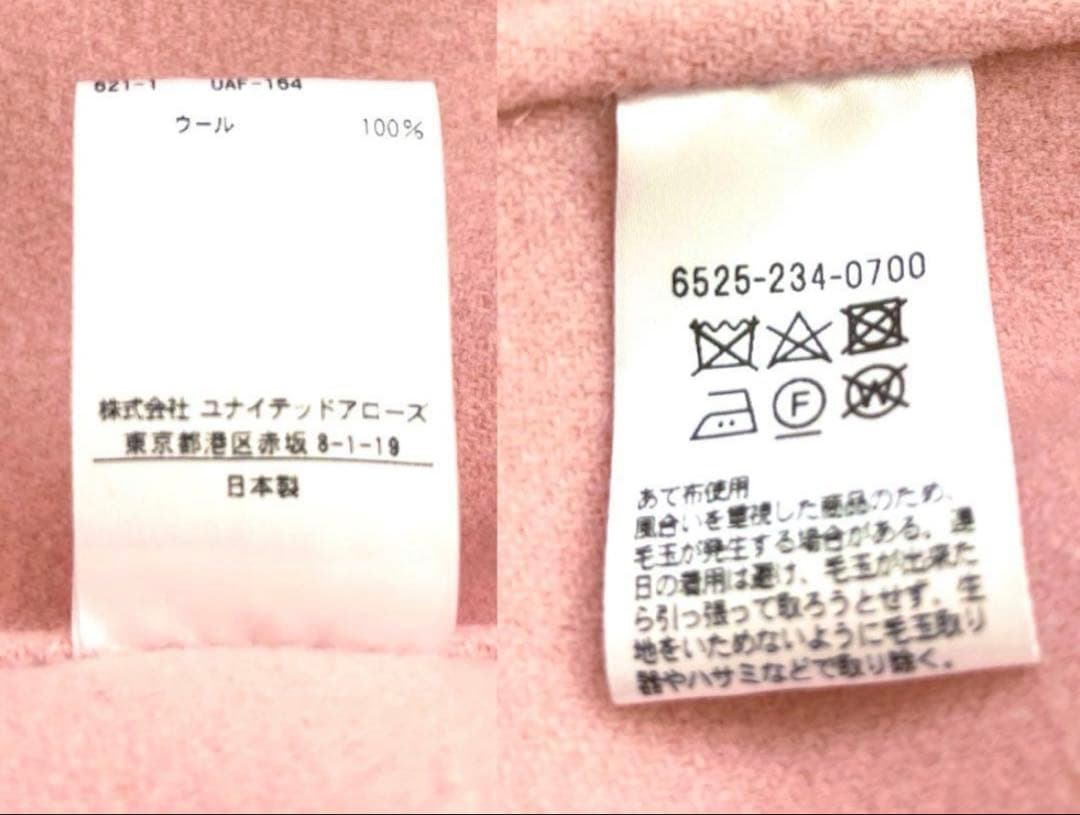 621-1 UAF-164
ウール 100%
株式会社 ユナイテッドアローズ
東京都港区赤坂 8-1-19
日本製
6525-234-0700
F
W
あて布使用
風合いを重視した商品のため、
毛玉が発生する場合がある。連
日の着用は避け、毛玉が出来た
ら引っ張って取ろうとせず、生
地をいためないように毛玉取り
器やハサミなどで取り除く。